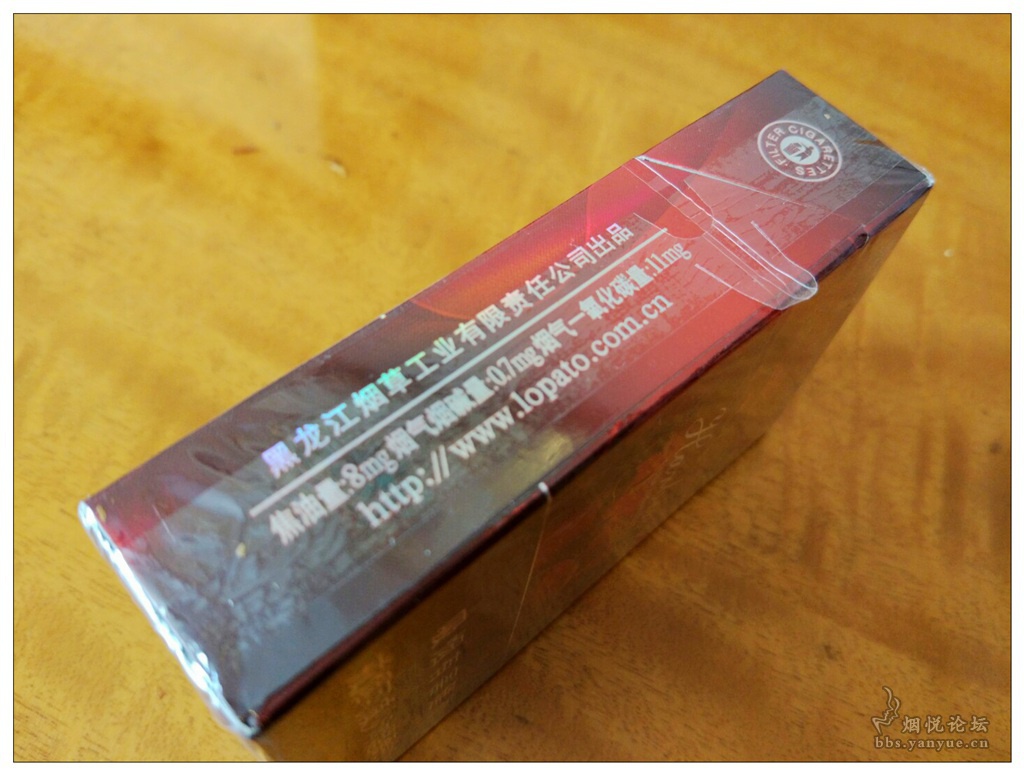 ·FILTER CIGARETTES·
黑龙江烟草工业有限责任公司出品
焦油量:8mg 烟气烟碱量:0.7mg 烟气一氧化碳量:11mg
http://www.lopato.com.cn
烟悦论坛
bbs.yanyue.cn